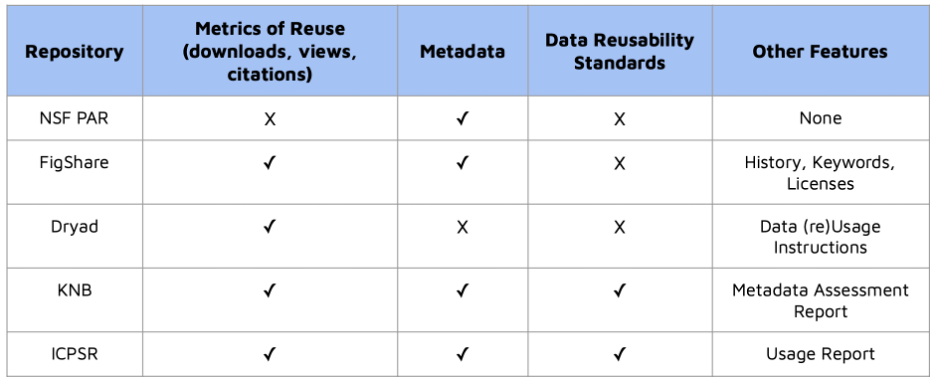 Repository
Metrics of Reuse
(downloads, views,
citations)
Metadata
Data Reusability
Standards
Other Features
NSF PAR
X
✓
X
None
FigShare
✓
✓
X
History, Keywords,
Licenses
Dryad
✓
X
X
Data (re)Usage
Instructions
KNB
✓
✓
✓
Metadata Assessment
Report
ICPSR
✓
✓
✓
Usage Report